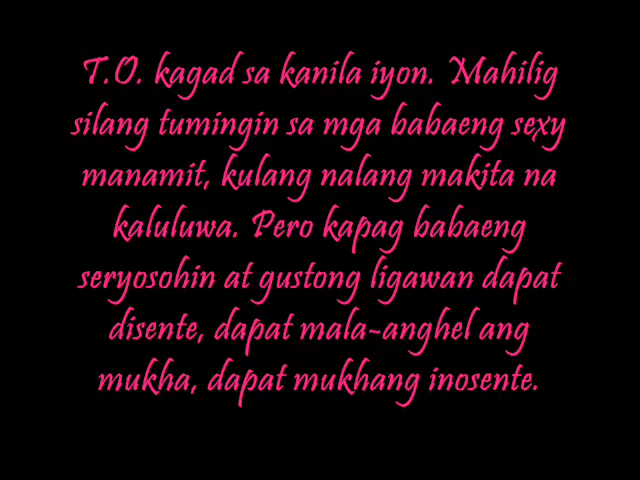 T.O. kagad sa kanila iyon. Mahilig
silang tumingin sa mga babaeng sexy
manamit, kulang nalang makita na
kaluluwa. Pero kapag babaeng
seryosohin at gustong ligawan dapat
disente, dapat mala-anghel ang
mukha, dapat mukhang inosente.